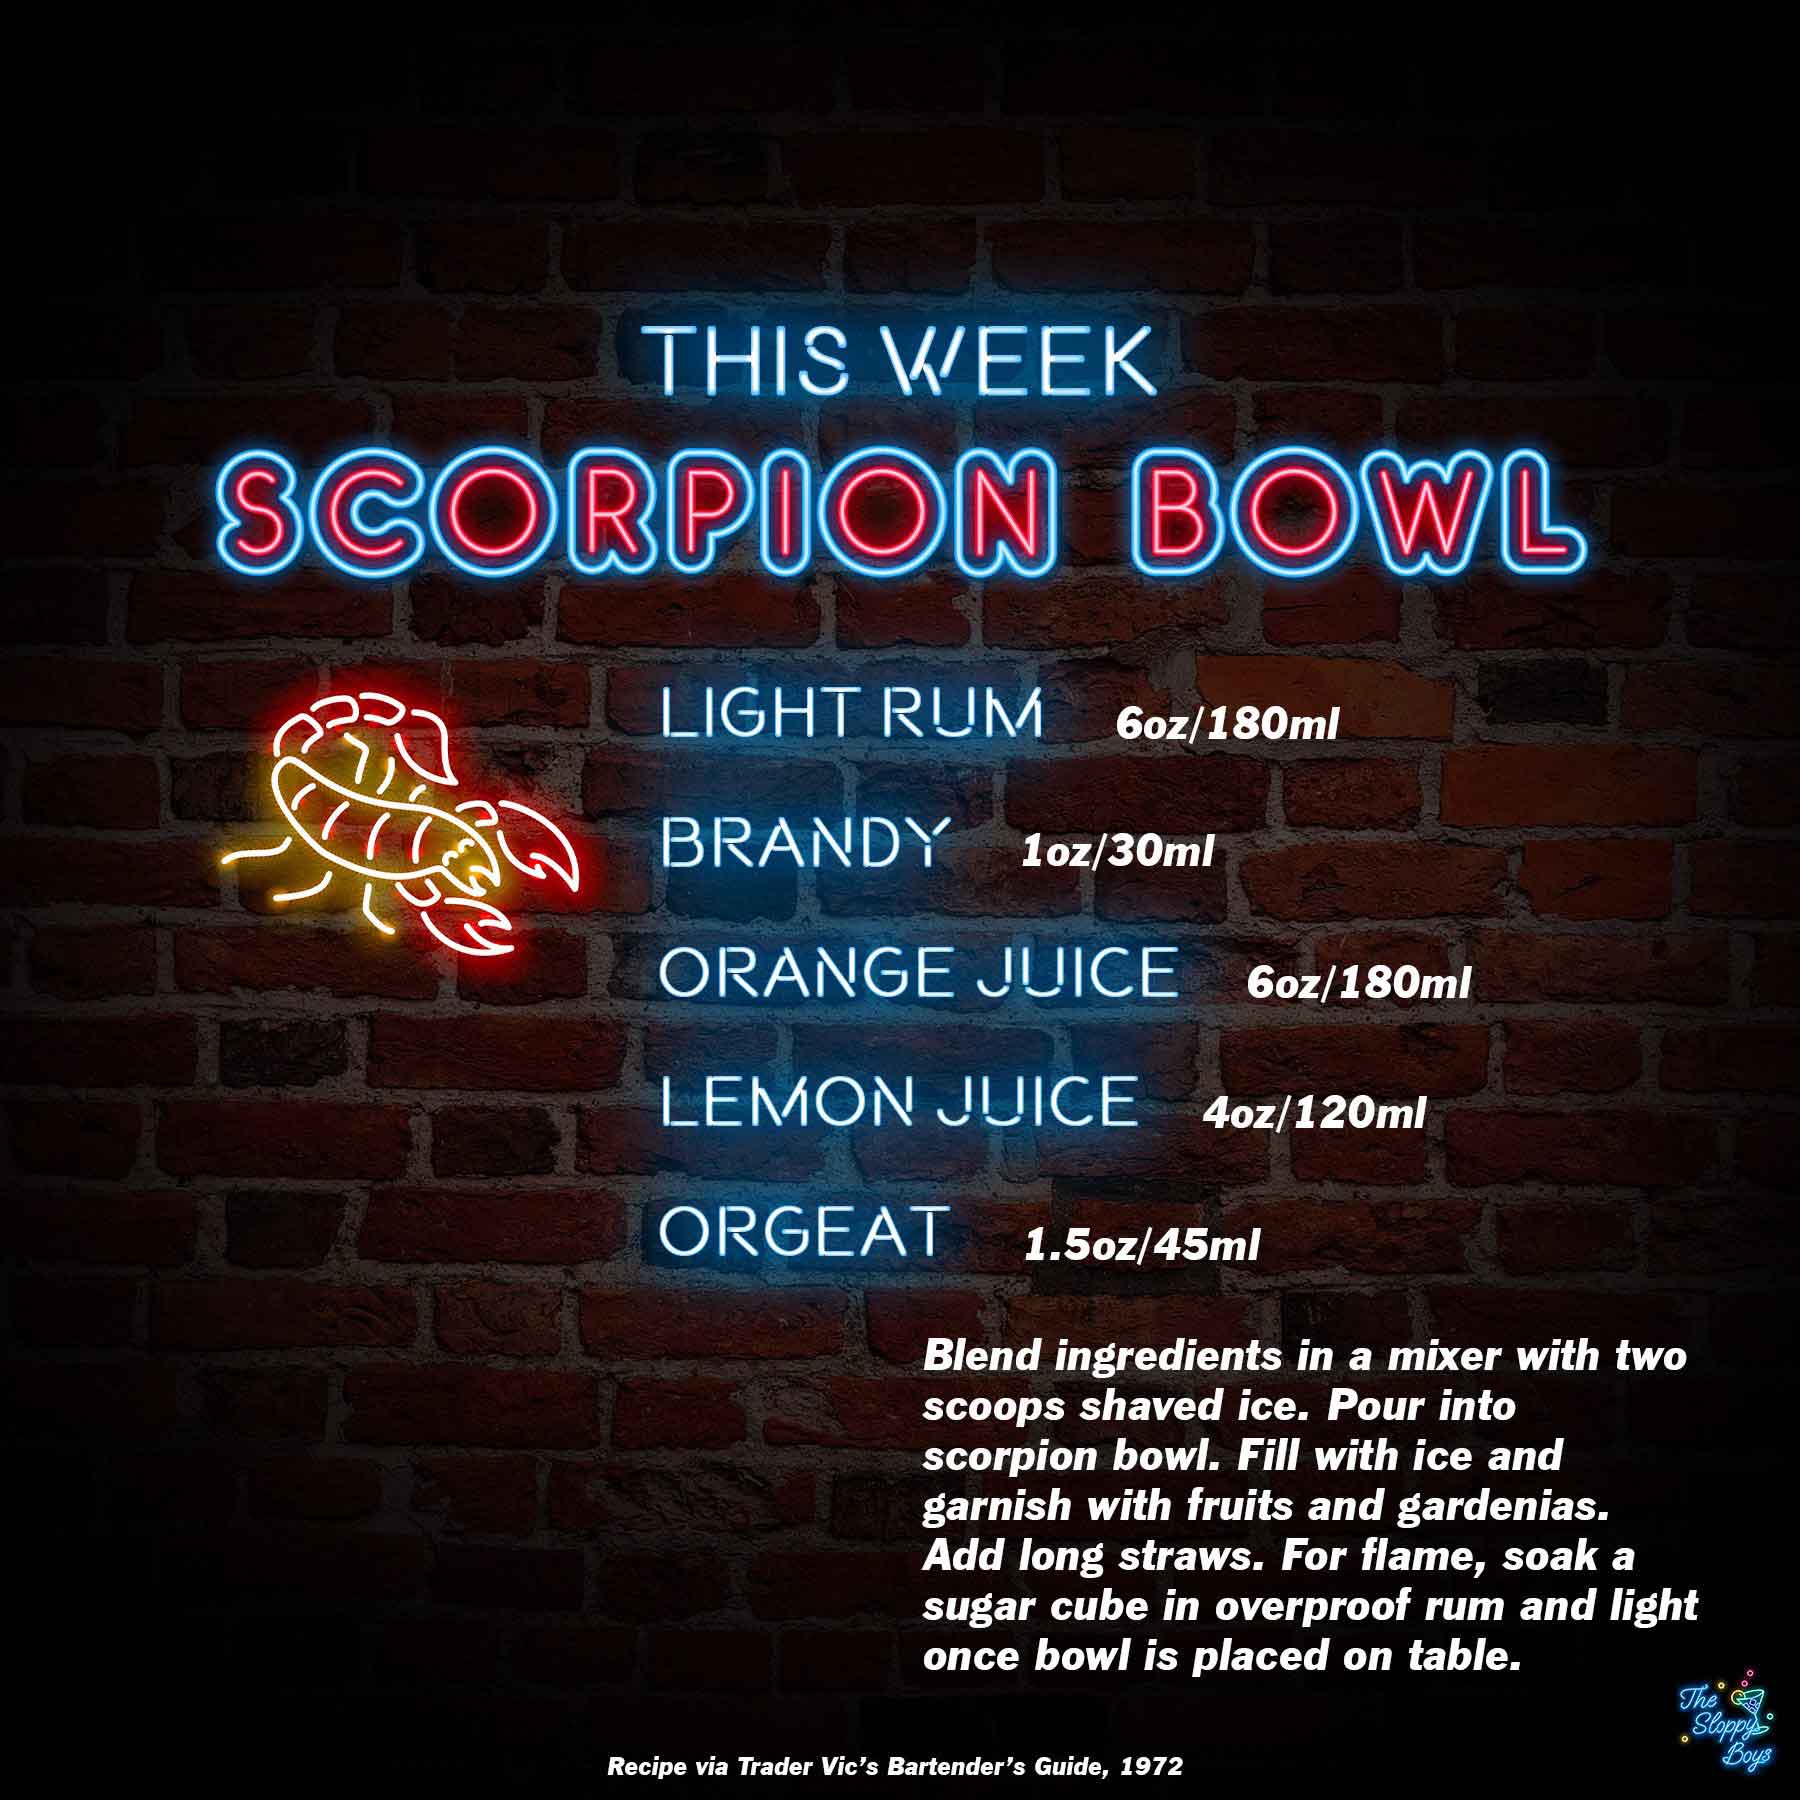 THIS WEEK
SCORPION BOWL
LIGHT RUM 6oz/180ml
BRANDY 1oz/30ml
ORANGE JUICE 6oz/180ml
LEMON JUICE 4oz/120ml
ORGEAT 1.5oz/45ml
Blend ingredients in a mixer with two
scoops shaved ice. Pour into
scorpion bowl. Fill with ice and
garnish with fruits and gardenias.
Add long straws. For flame, soak a
sugar cube in overproof rum and light
once bowl is placed on table.
The
Sloppy
Boys
Recipe via Trader Vic's Bartender's Guide, 1972